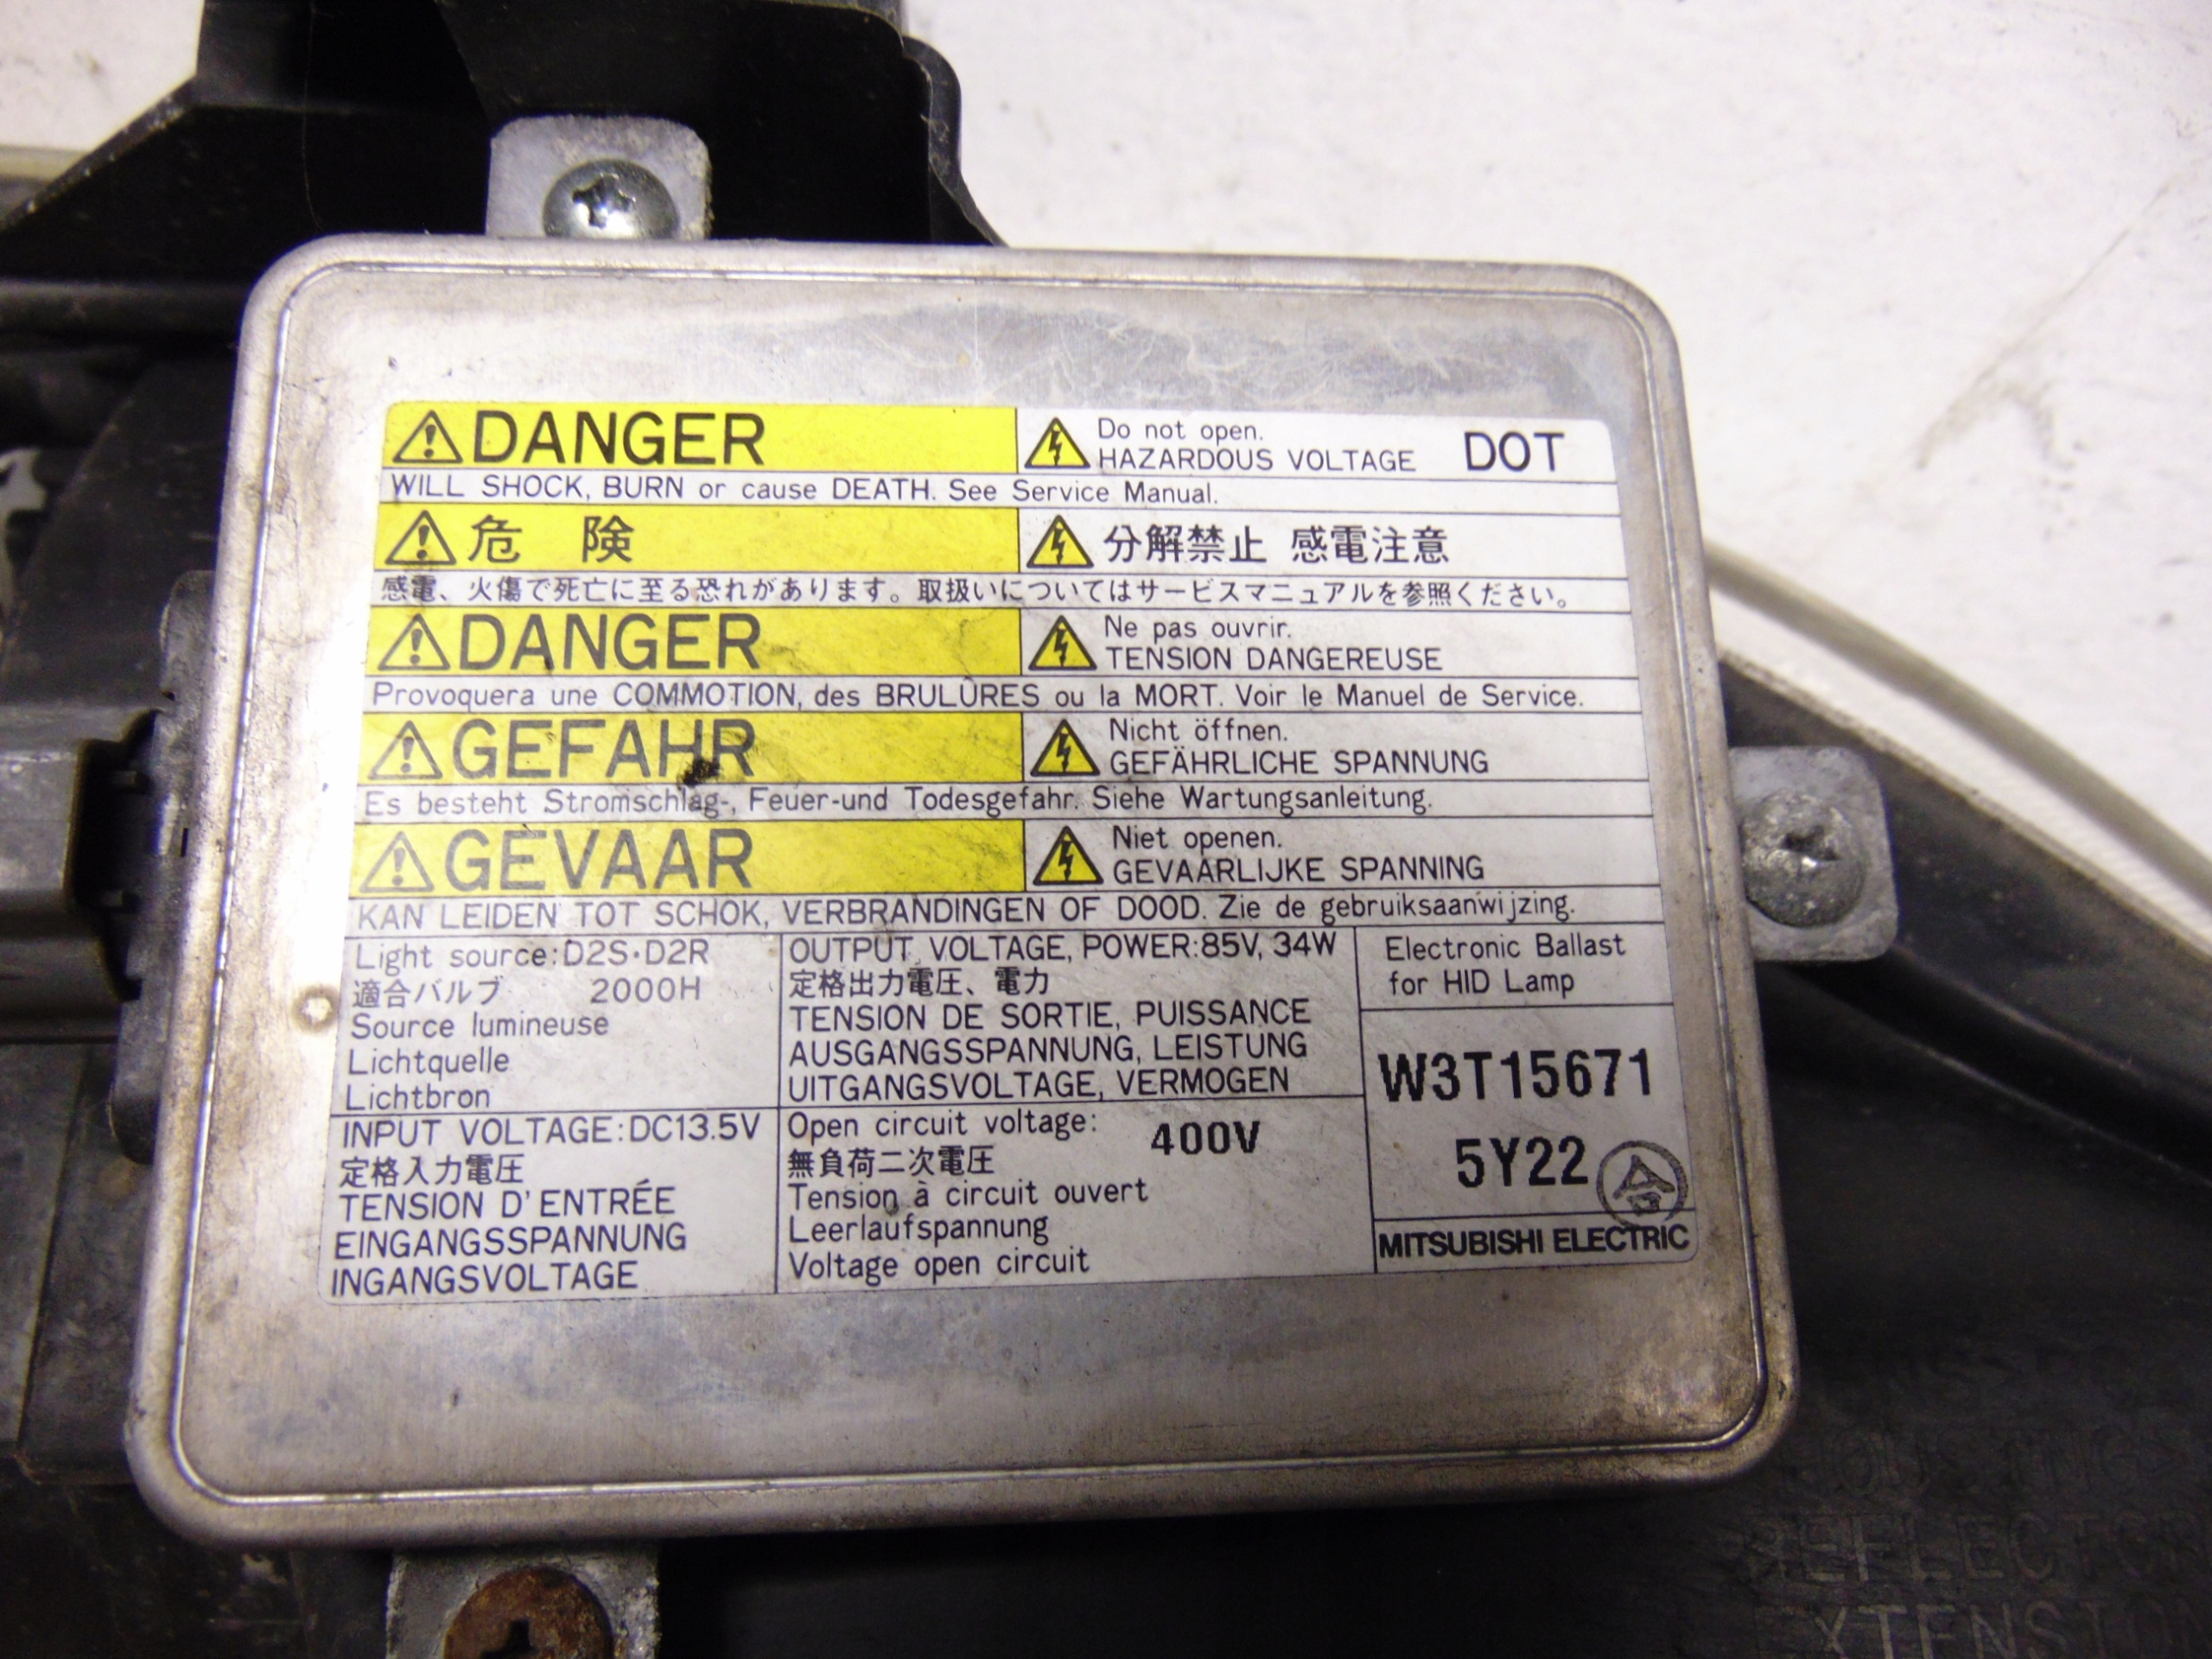 DANGER
Do not open.
HAZARDOUS VOLTAGE DOT
WILL SHOCK, BURN or cause DEATH. See Service Manual.
危 険
分解禁止 感電注意
感電、火傷で死亡に至る恐れがあります。取扱いについてはサービスマニュアルを参照ください。
DANGER
Ne pas ouvrir.
TENSION DANGEREUSE
Provoquera une COMMOTION, des BRULÛRES ou la MORT. Voir le Manuel de Service.
GEFAHR
Nicht öffnen.
GEFÄHRLICHE SPANNUNG
Es besteht Stromschlag-, Feuer-und Todesgefahr. Siehe Wartungsanleitung.
GEVAAR
Niet openen.
GEVAARLIJKE SPANNING
KAN LEIDEN TOT SCHOK, VERBRANDINGEN OF DOOD. Zie de gebruiksaanwijzing.
Light source:D2S·D2R
適合バルブ 2000H
Source lumineuse
Lichtquelle
Lichtbron
INPUT VOLTAGE:DC13.5V
定格入力電圧
TENSION D'ENTRÉE
EINGANGSSPANNUNG
INGANGSVOLTAGE
OUTPUT VOLTAGE, POWER:85V, 34W
定格出力電圧、電力
TENSION DE SORTIE, PUISSANCE
AUSGANGSSPANNUNG, LEISTUNG
UITGANGSVOLTAGE, VERMOGEN
Open circuit voltage: 400V
無負荷二次電圧
Tension à circuit ouvert
Leerlaufspannung
Voltage open circuit
Electronic Ballast
for HID Lamp
W3T15671
5Y22 合
MITSUBISHI ELECTRIC
REFLECTOR
EXTENSION